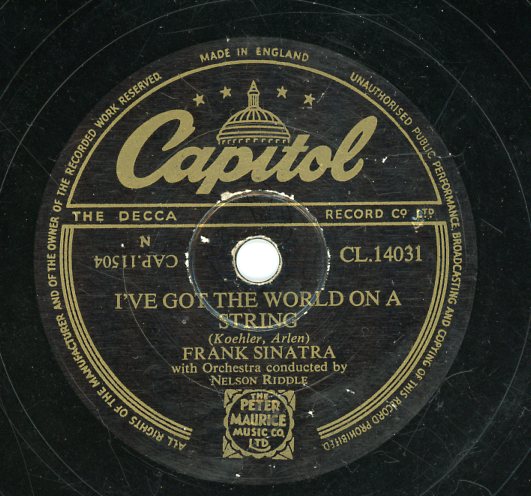 MADE IN ENGLAND
ALL RIGHTS OF THE MANUFACTURER AND OF THE OWNER OF THE RECORDED WORK RESERVED
UNAUTHORISED PUBLIC PERFORMANCE, BROADCASTING AND COPYING OF THIS RECORD PROHIBITED
Capitol
THE DECCA RECORD CO LTD
N
CAP.11504
CL.14031
I'VE GOT THE WORLD ON A
STRING
(Koehler, Arlen)
FRANK SINATRA
with Orchestra conducted by
NELSON RIDDLE
THE
PETER
MAURICE
MUSIC CO.
LTD